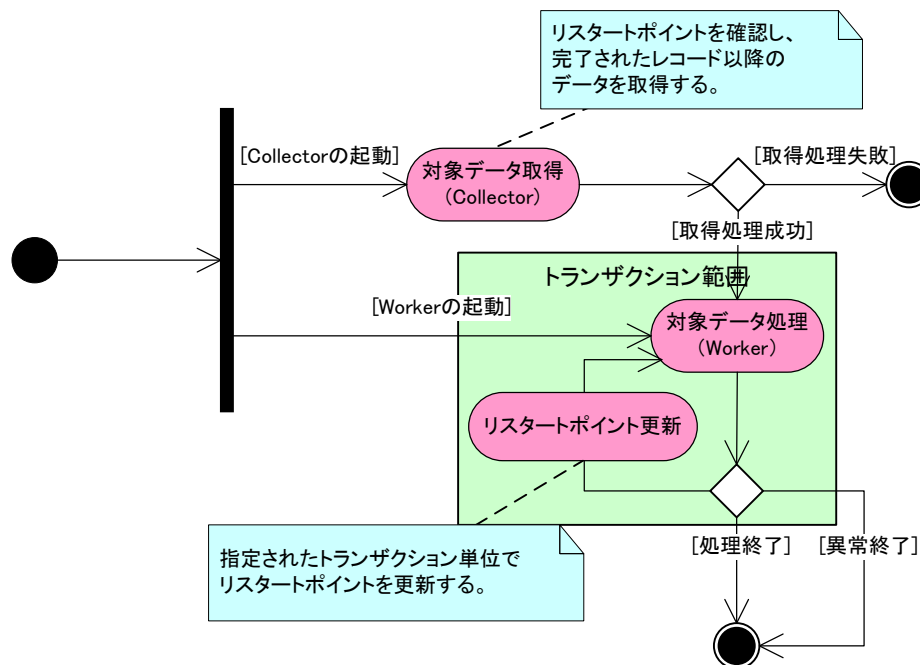 リスタートポイントを確認し、
完了されたレコード以降の
データを取得する。
[Collectorの起動]
対象データ取得
(Collector)
[取得処理失敗]
[取得処理成功]
トランザクション範囲
[Workerの起動]
対象データ処理
(Worker)
リスタートポイント更新
指定されたトランザクション単位で
リスタートポイントを更新する。
[処理終了]
[異常終了]